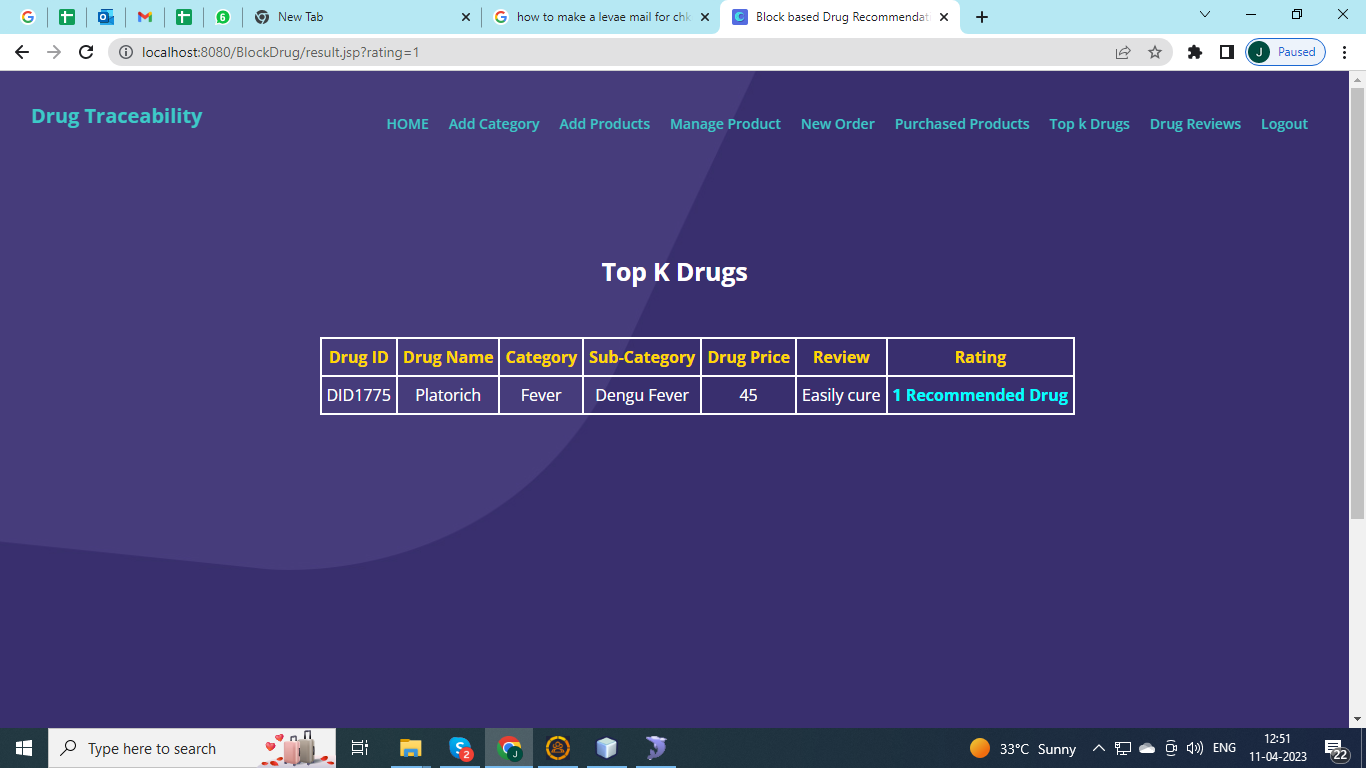 6
New Tab
how to make a levae mail for chk
Block based Drug Recommendat
localhost:8080/BlockDrug/result.jsp?rating=1
J
Paused
Drug Traceability
HOME Add Category Add Products Manage Product New Order Purchased Products Top k Drugs Drug Reviews Logout
Top K Drugs
Drug ID Drug Name Category Sub-Category Drug Price Review Rating
DID1775 Platorich Fever Dengu Fever 45 Easily cure 1 Recommended Drug
Type here to search
2
J
33°C Sunny
ENG
12:51
11-04-2023
22